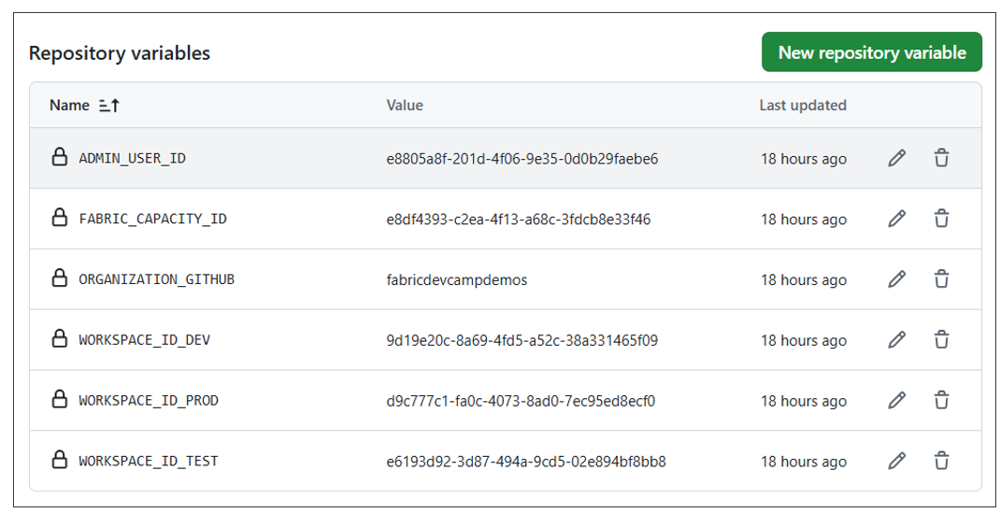 Repository variables
New repository variable
Name Value Last updated
ADMIN_USER_ID e8805a8f-201d-4f06-9e35-0d0b29faebe6 18 hours ago
FABRIC_CAPACITY_ID e8df4393-c2ea-4f13-a68c-3fdcb8e33f46 18 hours ago
ORGANIZATION_GITHUB fabricdevcampdemos 18 hours ago
WORKSPACE_ID_DEV 9d19e20c-8a69-4fd5-a52c-38a331465f09 18 hours ago
WORKSPACE_ID_PROD d9c777c1-fa0c-4073-8ad0-7ec95ed8ecf0 18 hours ago
WORKSPACE_ID_TEST e6193d92-3d87-494a-9cd5-02e894bf8bb8 18 hours ago